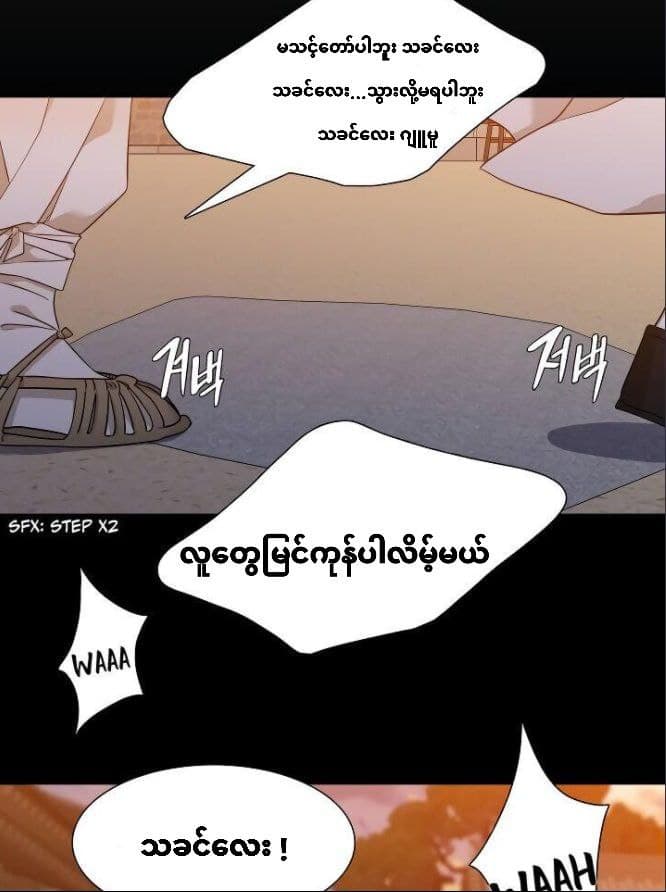 မသင့်တော်ပါဘူး သခင်လေး
သခင်လေး...သွားလို့မရပါဘူး
သခင်လေး ဂျူမူ
저벅
저벅
SFX: STEP X2
လူတွေမြင်ကုန်ပါလိမ့်မယ်
WAAA
သခင်လေး !
WAAH